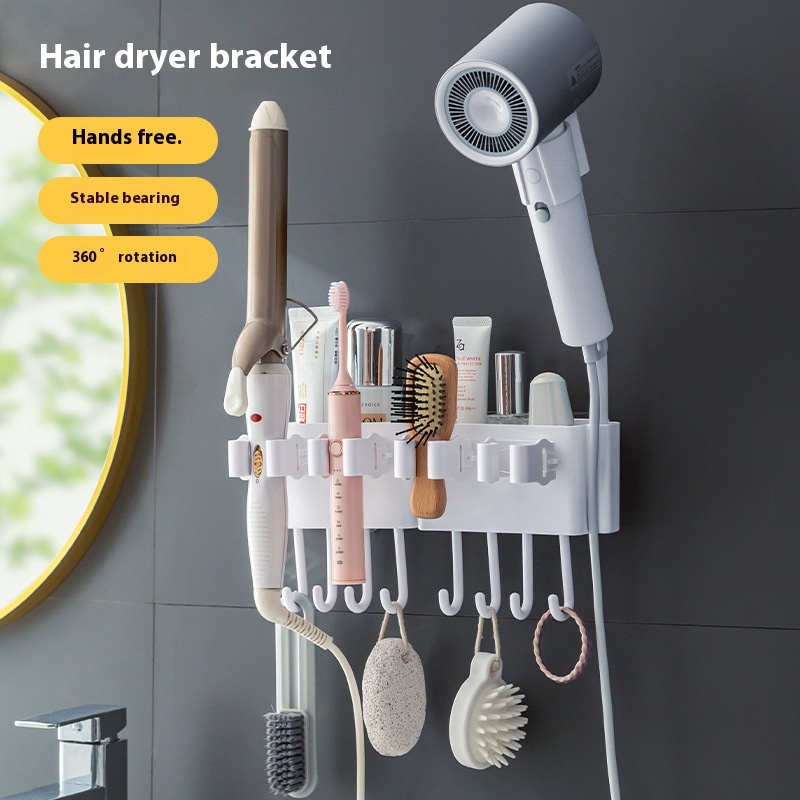 Hair dryer bracket
Hands free.
Stable bearing
360° rotation